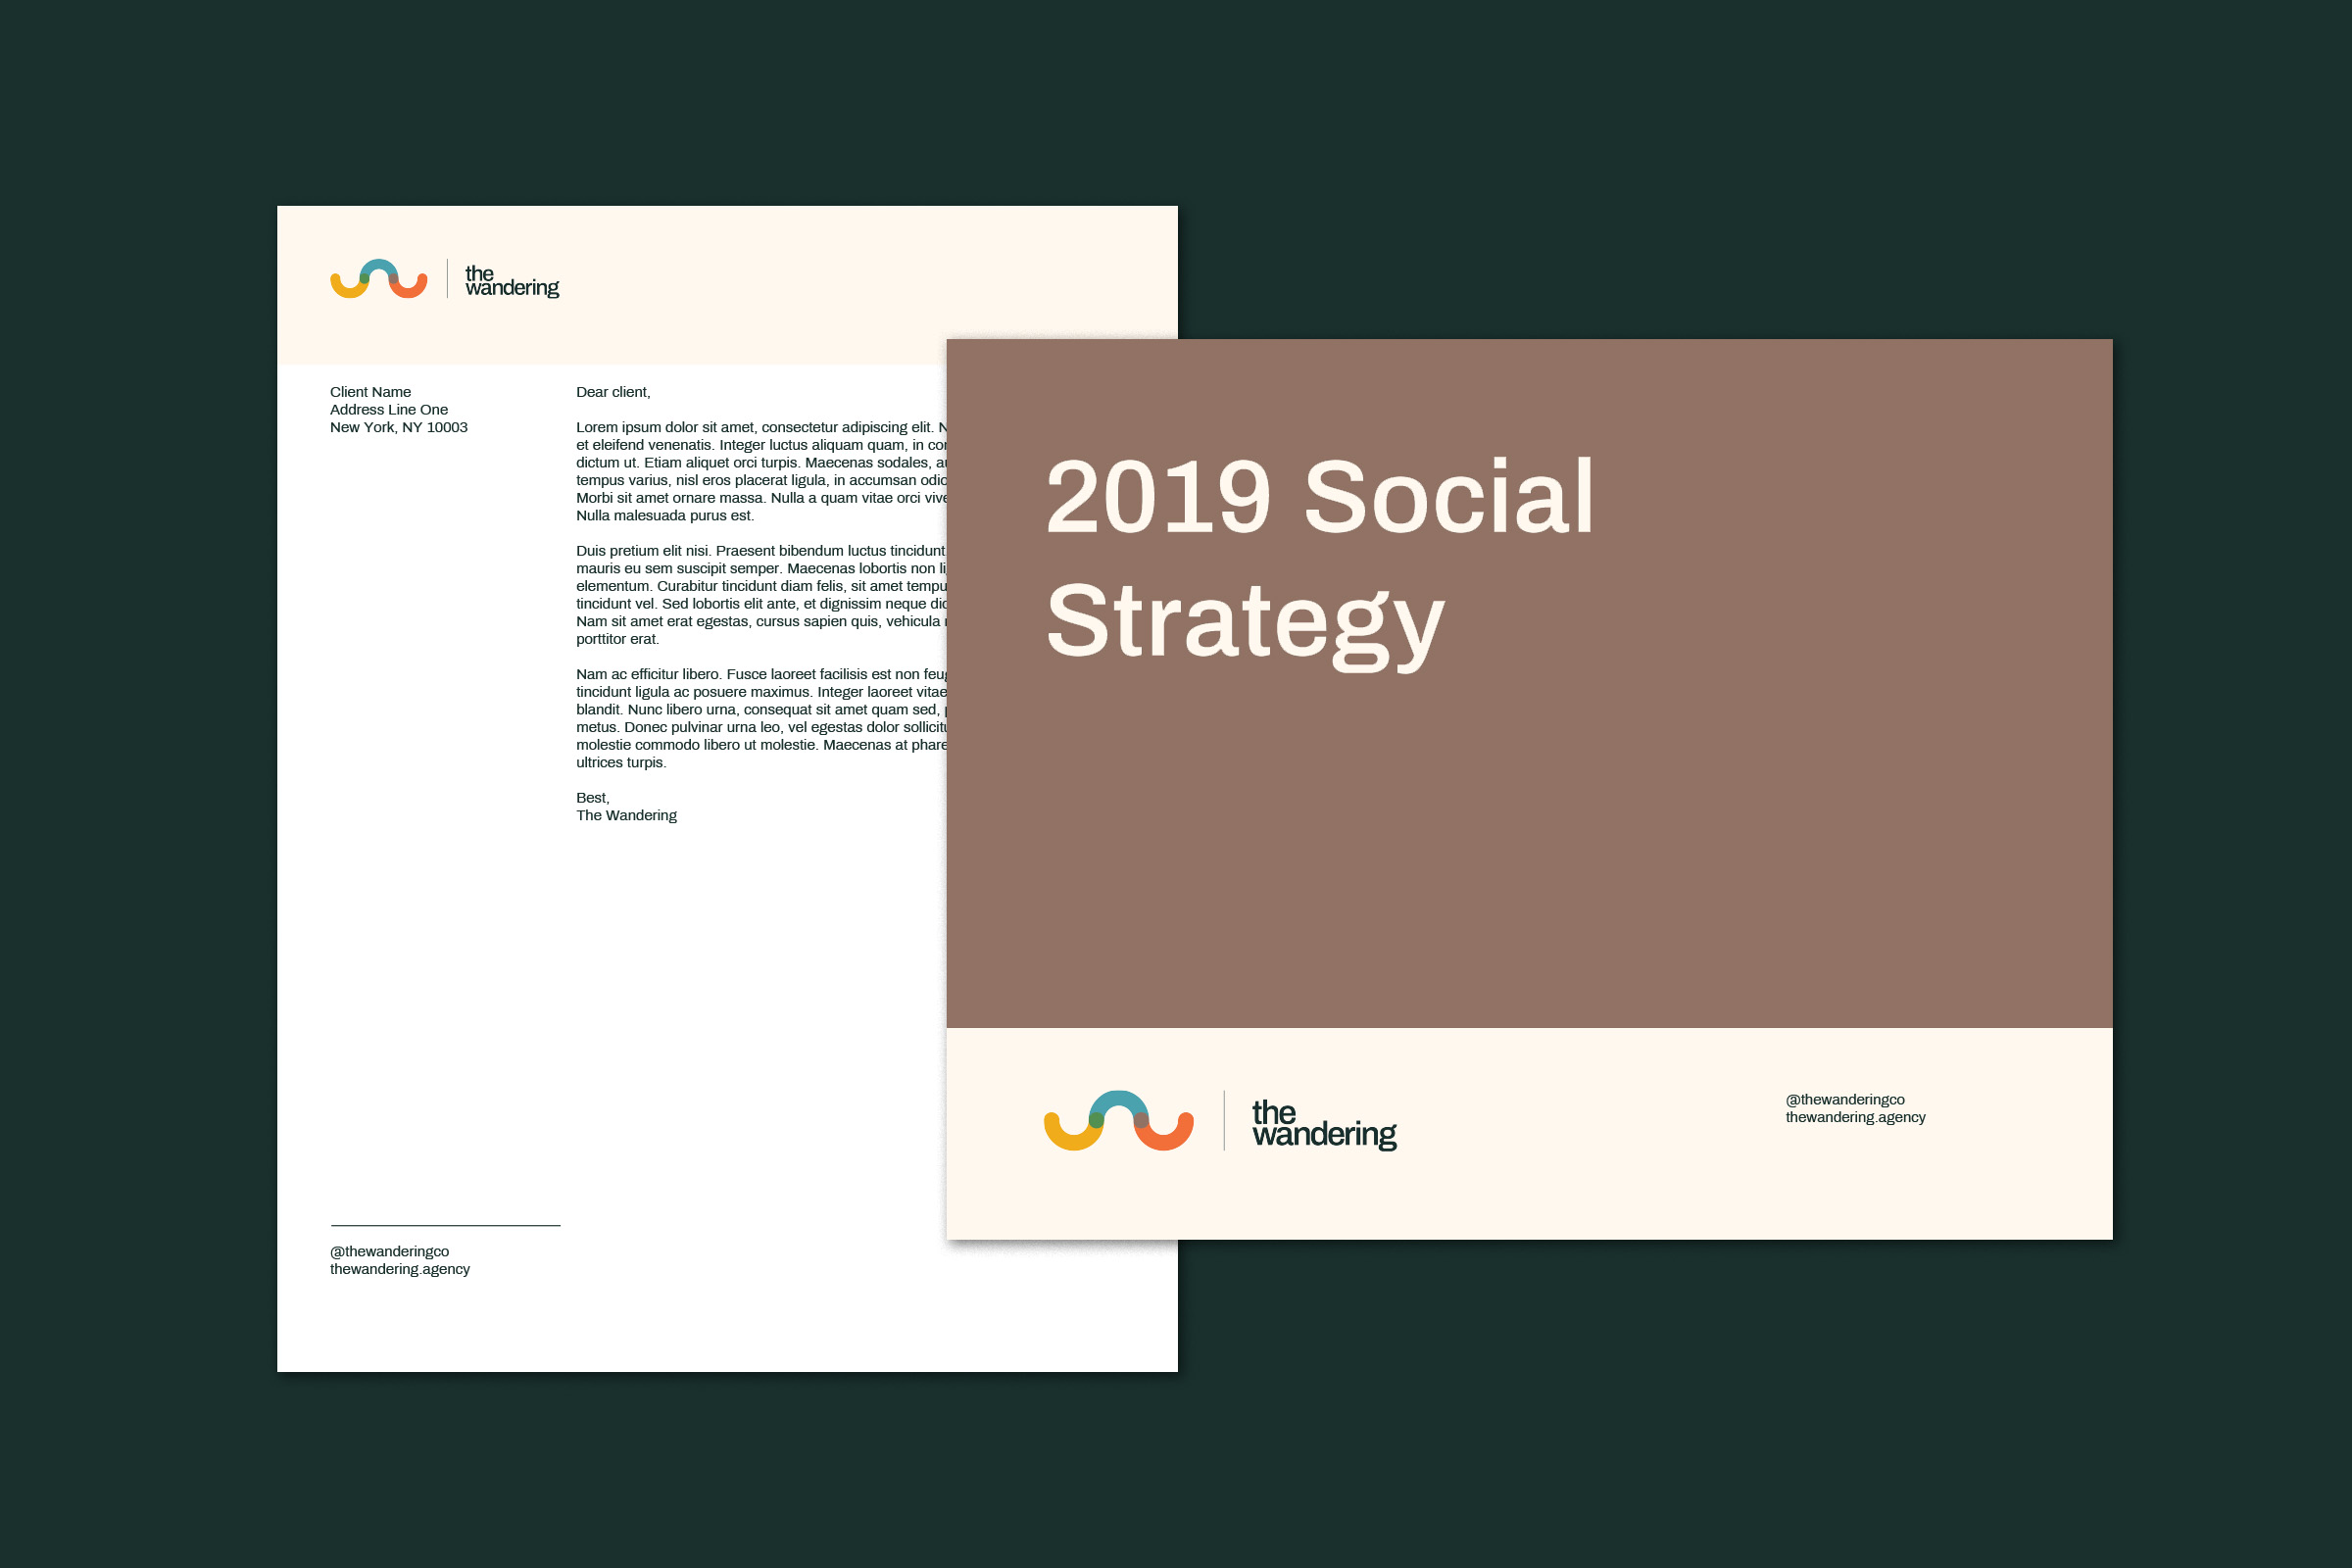 the
wandering
Client Name
Address Line One
New York, NY 10003
Dear client,
Lorem ipsum dolor sit amet, consectetur adipiscing elit.
et eleifend venenatis. Integer luctus aliquam quam, in
dictum ut. Etiam aliquet orci turpis. Maecenas sodales,
tempus varius, nisl eros placerat ligula, in accumsan
Morbi sit amet ornare massa. Nulla a quam vitae orci
Nulla malesuada purus est.
Duis pretium elit nisi. Praesent bibendum luctus tincidunt
mauris eu sem suscipit semper. Maecenas lobortis non
elementum. Curabitur tincidunt diam felis, sit amet
tincidunt vel. Sed lobortis elit ante, et dignissim neque
Nam sit amet erat egestas, cursus sapien quis, vehicula
porttitor erat.
Nam ac efficitur libero. Fusce laoreet facilisis est non
tincidunt ligula ac posuere maximus. Integer laoreet vitae
blandit. Nunc libero urna, consequat sit amet quam sed,
metus. Donec pulvinar urna leo, vel egestas dolor
molestie commodo libero ut molestie. Maecenas at
ultrices turpis.
Best,
The Wandering
@thewanderingco
thewandering.agency
2019 Social
Strategy
the
wandering
@thewanderingco
thewandering.agency